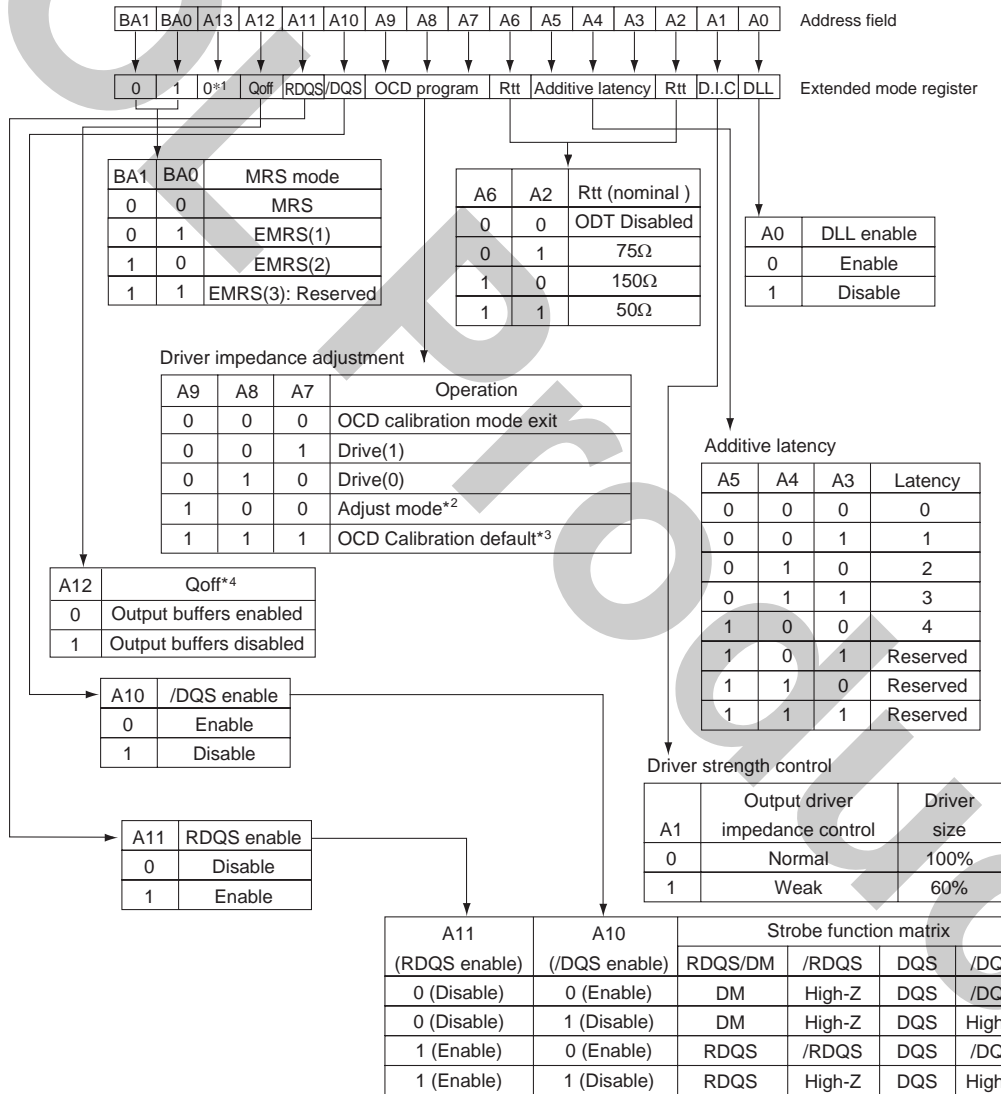 BA1 BA0 A13 A12 A11 A10 A9 A8 A7 A6 A5 A4 A3 A2 A1 A0 Address field
0 1 0*1 Qoff RDQS /DQS OCD program Rtt Additive latency Rtt D.I.C DLL Extended mode register
BA1 BA0 MRS mode
0 0 MRS
0 1 EMRS(1)
1 0 EMRS(2)
1 1 EMRS(3): Reserved
A6 A2 Rtt (nominal )
0 0 ODT Disabled
0 1 75Ω
1 0 150Ω
1 1 50Ω
A0 DLL enable
0 Enable
1 Disable
Driver impedance adjustment
A9 A8 A7 Operation
0 0 0 OCD calibration mode exit
0 0 1 Drive(1)
0 1 0 Drive(0)
1 0 0 Adjust mode*2
1 1 1 OCD Calibration default*3
Additive latency
A5 A4 A3 Latency
0 0 0 0
0 0 1 1
0 1 0 2
0 1 1 3
1 0 0 4
1 0 1 Reserved
1 1 0 Reserved
1 1 1 Reserved
A12 Qoff*4
0 Output buffers enabled
1 Output buffers disabled
A10 /DQS enable
0 Enable
1 Disable
Driver strength control
Output driver Driver
A1 impedance control size
0 Normal 100%
1 Weak 60%
A11 RDQS enable
0 Disable
1 Enable
A11 A10 Strobe function matrix
(RDQS enable) (/DQS enable) RDQS/DM /RDQS DQS /DQ
0 (Disable) 0 (Enable) DM High-Z DQS /DQ
0 (Disable) 1 (Disable) DM High-Z DQS High
1 (Enable) 0 (Enable) RDQS /RDQS DQS /DQ
1 (Enable) 1 (Disable) RDQS High-Z DQS High